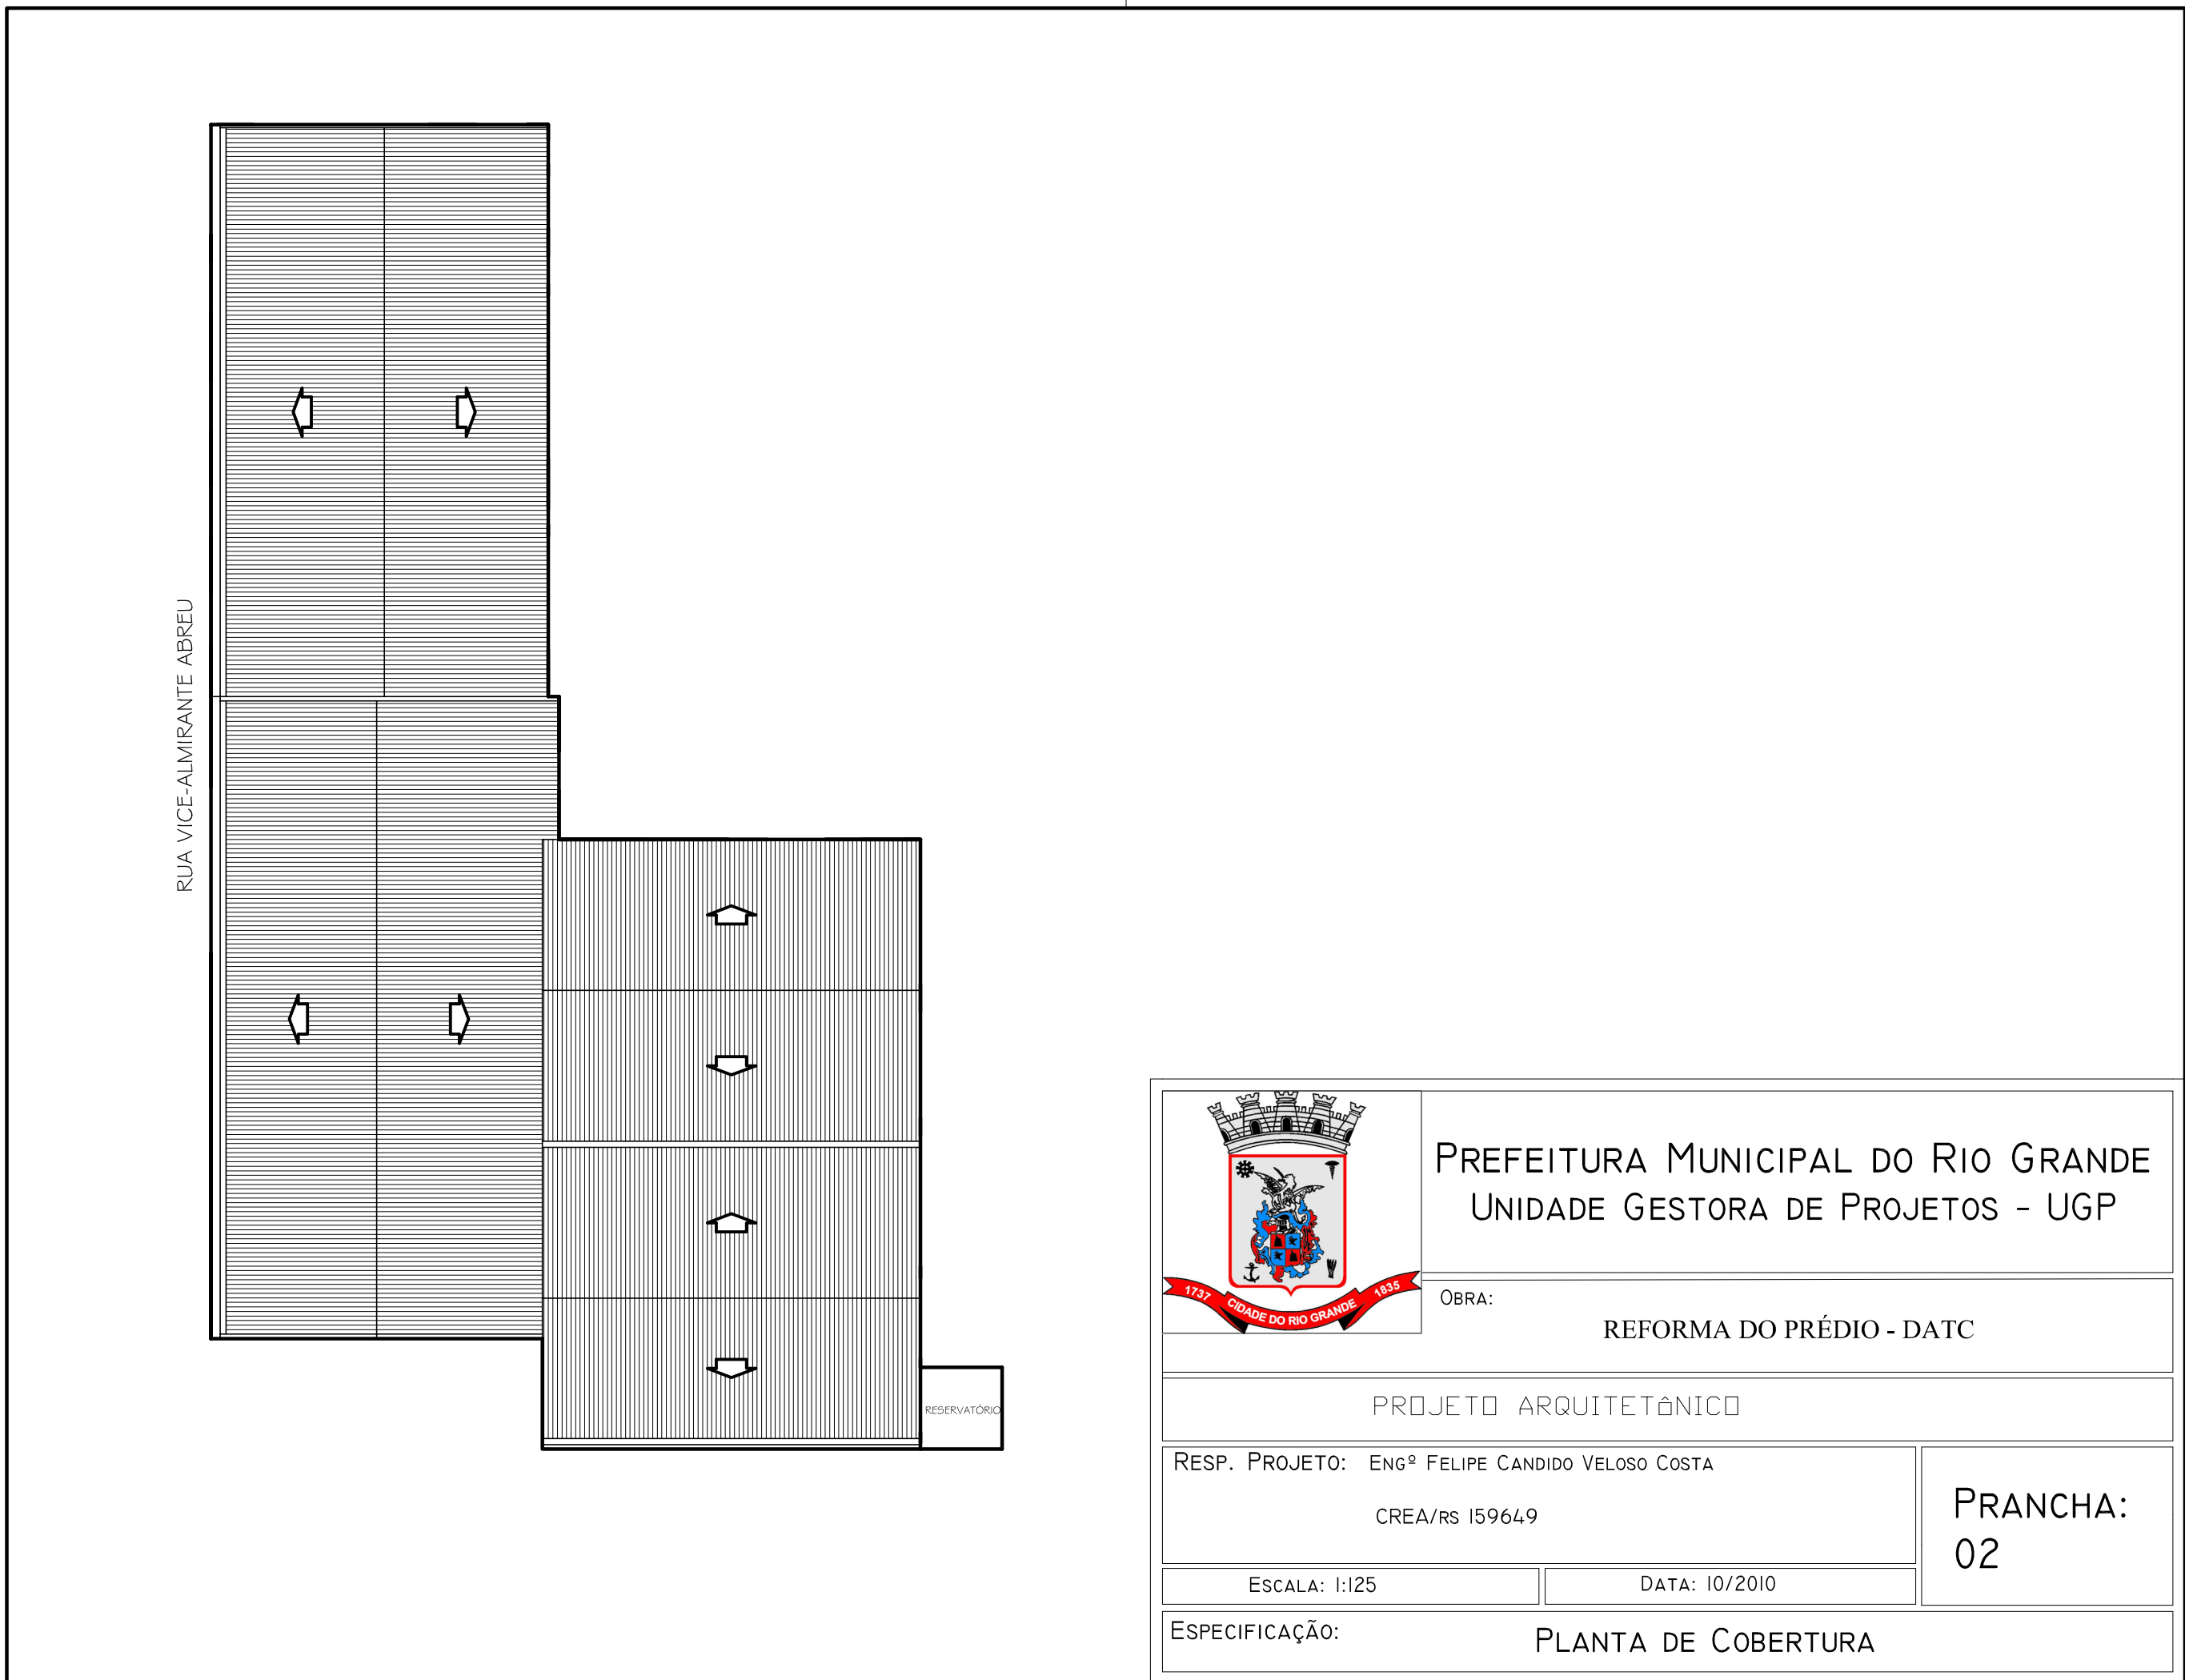 RUA VICE-ALMIRANTE ABREU
RESERVATÓRIO
1737 CIDADE DO RIO GRANDE 1835
PREFEITURA MUNICIPAL DO RIO GRANDE
UNIDADE GESTORA DE PROJETOS - UGP
OBRA:
REFORMA DO PRÉDIO - DATC
PROJETO ARQUITETôNICO
RESP. PROJETO: ENGº FELIPE CANDIDO VELOSO COSTA
CREA/RS 159649
PRANCHA:
02
ESCALA: 1:125
DATA: 10/2010
ESPECIFICAÇÃO:
PLANTA DE COBERTURA